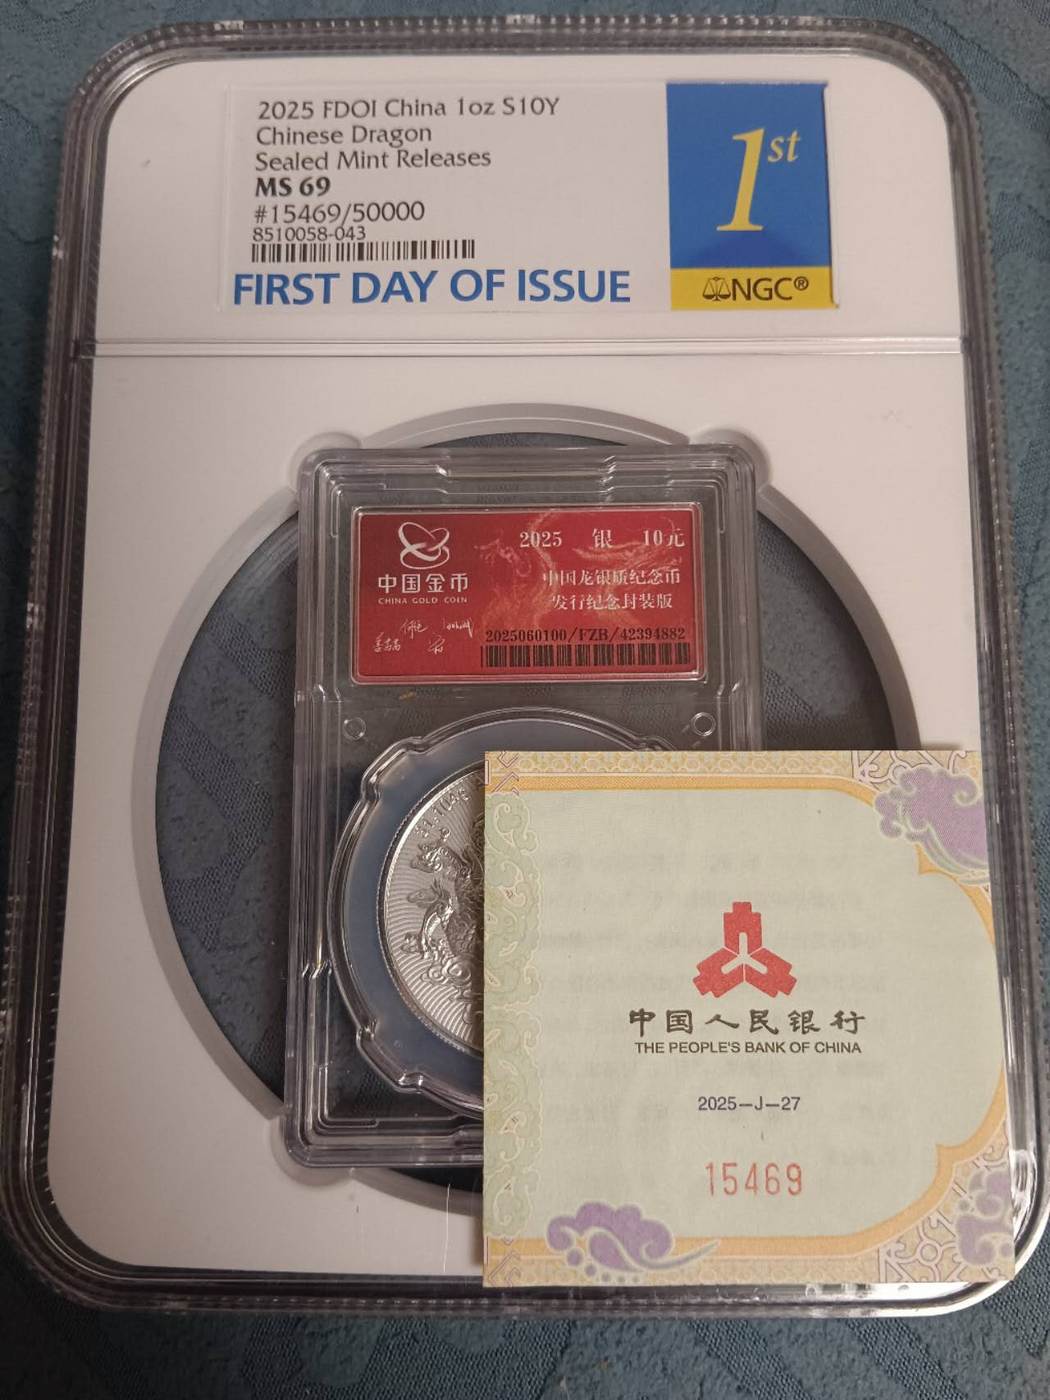 2025 FDOI China 1oz S10Y
Chinese Dragon
Sealed Mint Releases
MS 69
#15469/50000
8510058-043
FIRST DAY OF ISSUE
1st
NGC®
中国金币
CHINA GOLD COIN
2025 银 10元
中国龙银质纪念币
发行纪念封装版
2025060100/FZB/42394882
中国人民银行
THE PEOPLE'S BANK OF CHINA
2025-J-27
15469